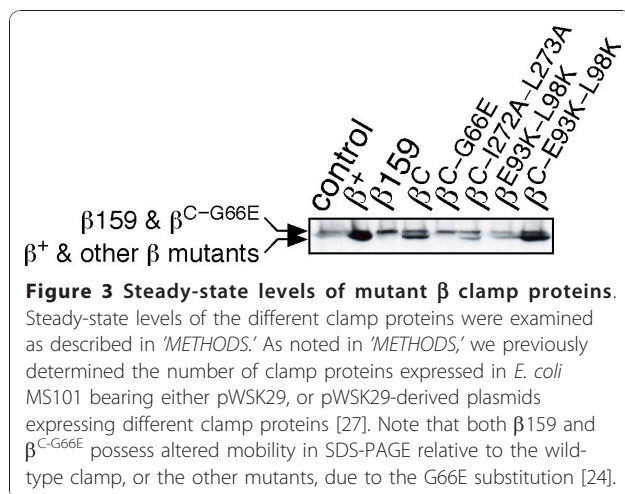 control
β+
β159
βC
βC–G66E
βC–I272A–L273A
βE93K–L98K
βC–E93K–L98K
β159 & βC–G66E
β+ & other β mutants
Figure 3 Steady-state levels of mutant β clamp proteins.
Steady-state levels of the different clamp proteins were examined
as described in 'METHODS.' As noted in 'METHODS,' we previously
determined the number of clamp proteins expressed in E. coli
MS101 bearing either pWSK29, or pWSK29-derived plasmids
expressing different clamp proteins [27]. Note that both β159 and
βC-G66E possess altered mobility in SDS-PAGE relative to the wild-
type clamp, or the other mutants, due to the G66E substitution [24].